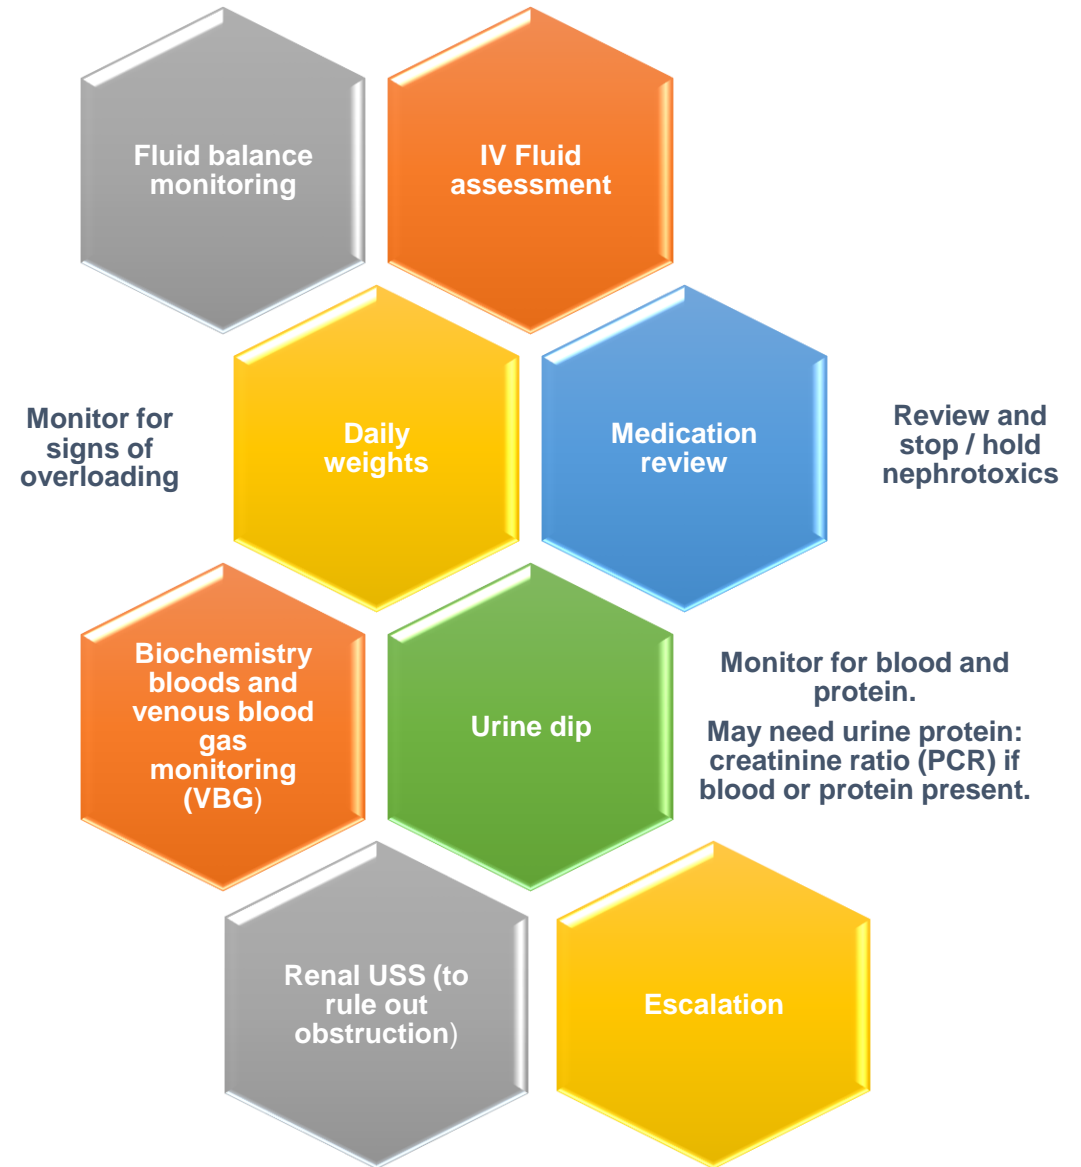 Fluid balance
monitoring
IV Fluid
assessment
Monitor for
signs of
overloading
Daily
weights
Medication
review
Review and
stop / hold
nephrotoxics
Biochemistry
bloods and
venous blood
gas
monitoring
(VBG)
Urine dip
Monitor for blood and
protein.
May need urine protein:
creatinine ratio (PCR) if
blood or protein present.
Renal USS (to
rule out
obstruction)
Escalation